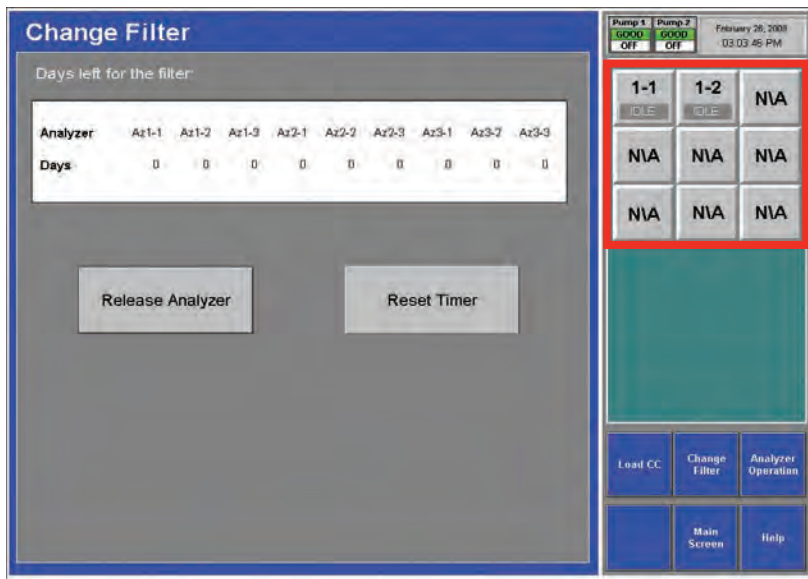 Change Filter
Days left for the filter:
Analyzer Az1-1 Az1-2 Az1-3 Az2-1 Az2-2 Az2-3 Az3-1 Az3-2 Az3-3
Days 0 0 0 0 0 0 0 0 0
Release Analyzer Reset Timer
Pump 1 Pump 2
GOOD GOOD
OFF OFF
February 28, 2008
03:03:46 PM
1-1 1-2 N\A
IDLE IDLE
N\A N\A N\A
N\A N\A N\A
Load CC Change Filter Analyzer Operation
Main Screen Help